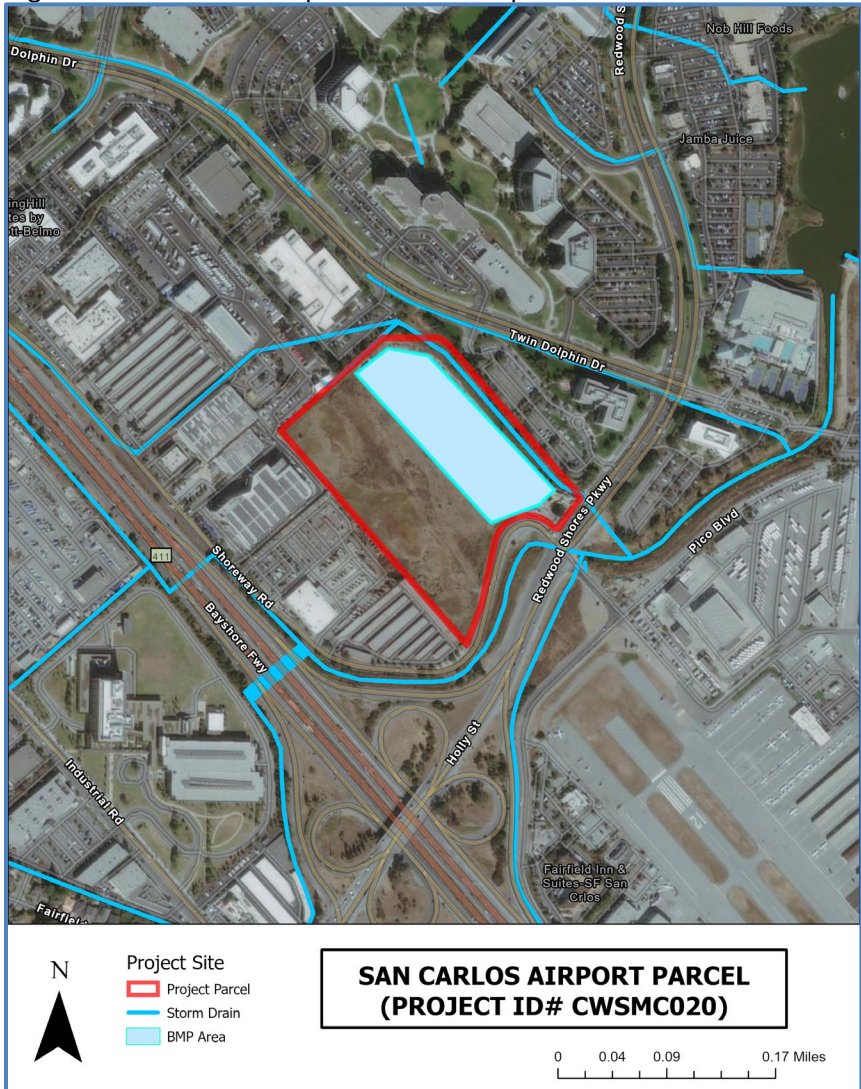 Dolphin Dr
Redwood S
Nob Hill Foods
Jamba Juice
ingHill
tes by
ott-Belmo
Twin Dolphin Dr
Redwood Shores Pkwy
Pico Blvd
411
Shoreway Rd
Bayshore Fwy
Holly St
Industrial Rd
Fairfield Inn &
Suites-SF San
Crlos
Fairfiel
N
Project Site
Project Parcel
Storm Drain
BMP Area
SAN CARLOS AIRPORT PARCEL
(PROJECT ID# CWSMC020)
0 0.04 0.09 0.17 Miles